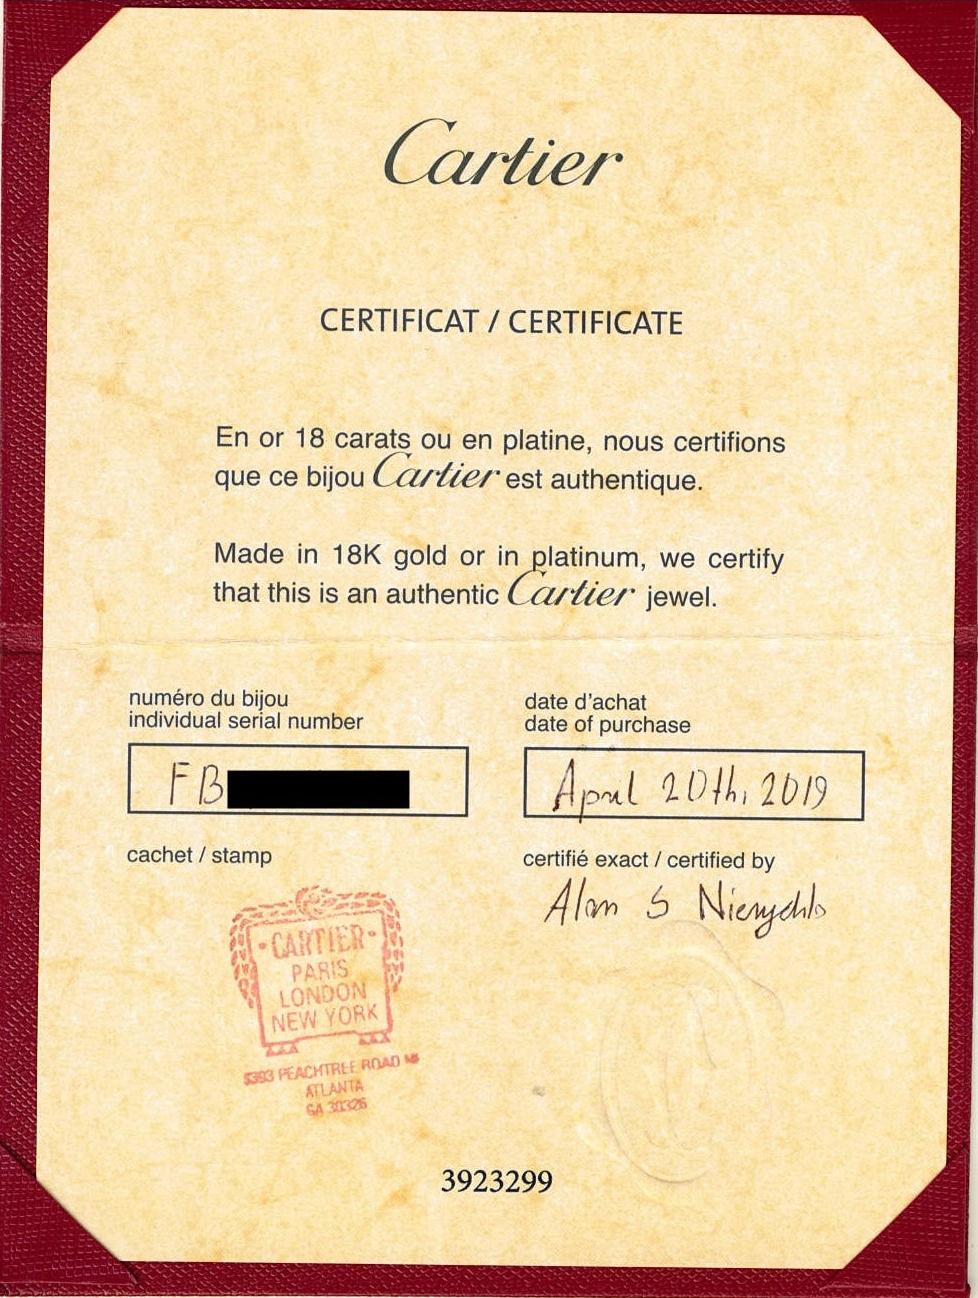 Cartier
CERTIFICAT / CERTIFICATE
En or 18 carats ou en platine, nous certifions
que ce bijou Cartier est authentique.
Made in 18K gold or in platinum, we certify
that this is an authentic Cartier jewel.
numéro du bijou
individual serial number
FB
date d'achat
date of purchase
April 20th, 2019
cachet / stamp
certifié exact / certified by
Alan S
CARTIER
PARIS
LONDON
NEW YORK
PEACHTREE ROAD
ATLANTA
GA 30326
3923299